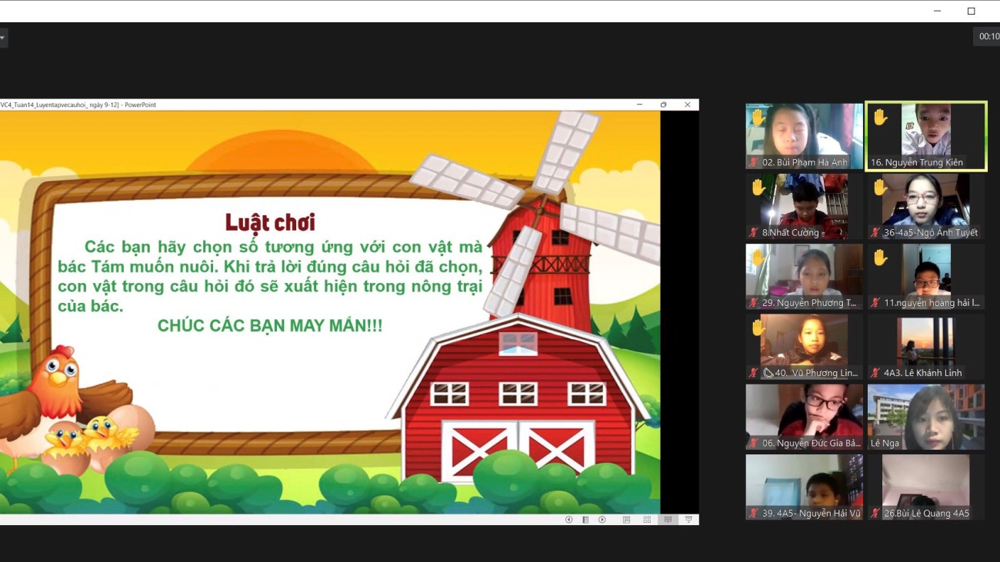 00:10
VC4_Tuan14_Luyentapvecauhoi_ ngày 9-12] - PowerPoint
Luật chơi
Các bạn hãy chọn số tương ứng với con vật mà
bác Tám muốn nuôi. Khi trả lời đúng câu hỏi đã chọn,
con vật trong câu hỏi đó sẽ xuất hiện trong nông trại
của bác.
CHÚC CÁC BẠN MAY MẮN!!!
02. Bùi Phạm Hà Anh
16. Nguyễn Trung Kiên
8.Nhất Cường -
36-4a5-Ngô Ánh Tuyết
29. Nguyễn Phương T...
11.nguyễn hoàng hải l...
40. Vũ Phương Lin...
4A3. Lê Khánh Linh
06. Nguyễn Đức Gia Bả...
Lê Nga
39. 4A5- Nguyễn Hải Vũ
26.Bùi Lê Quang 4A5